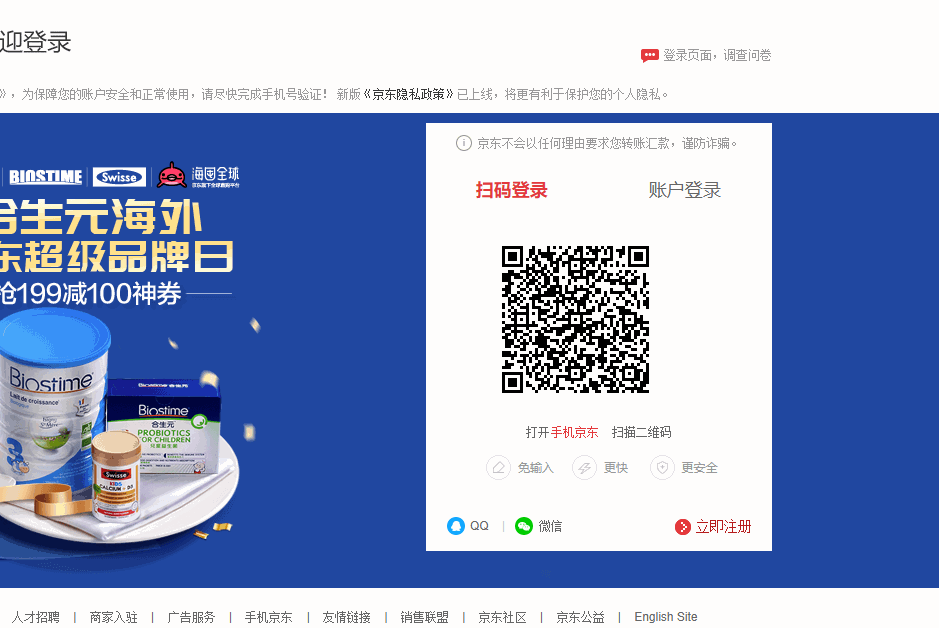 迎登录
登录页面，调查问卷
》，为保障您的账户安全和正常使用，请尽快完成手机号验证！ 新版《京东隐私政策》已上线，将更有利于保护您的个人隐私。
京东不会以任何理由要求您转账汇款，谨防诈骗。
BIOSTIME Swisse 海囤全球
京东旗下全球直购平台
扫码登录 账户登录
合生元海外
东超级品牌日
抢199减100神券
Biostime
Lait de croissance
3
Biostime
Biostime
合生元
PROBIOTICS
FOR CHILDREN
Swisse
KIDS
CALCIUM + D3
打开手机京东 扫描二维码
免输入 更快 更安全
QQ | 微信 立即注册
人才招聘 | 商家入驻 | 广告服务 | 手机京东 | 友情链接 | 销售联盟 | 京东社区 | 京东公益 | English Site